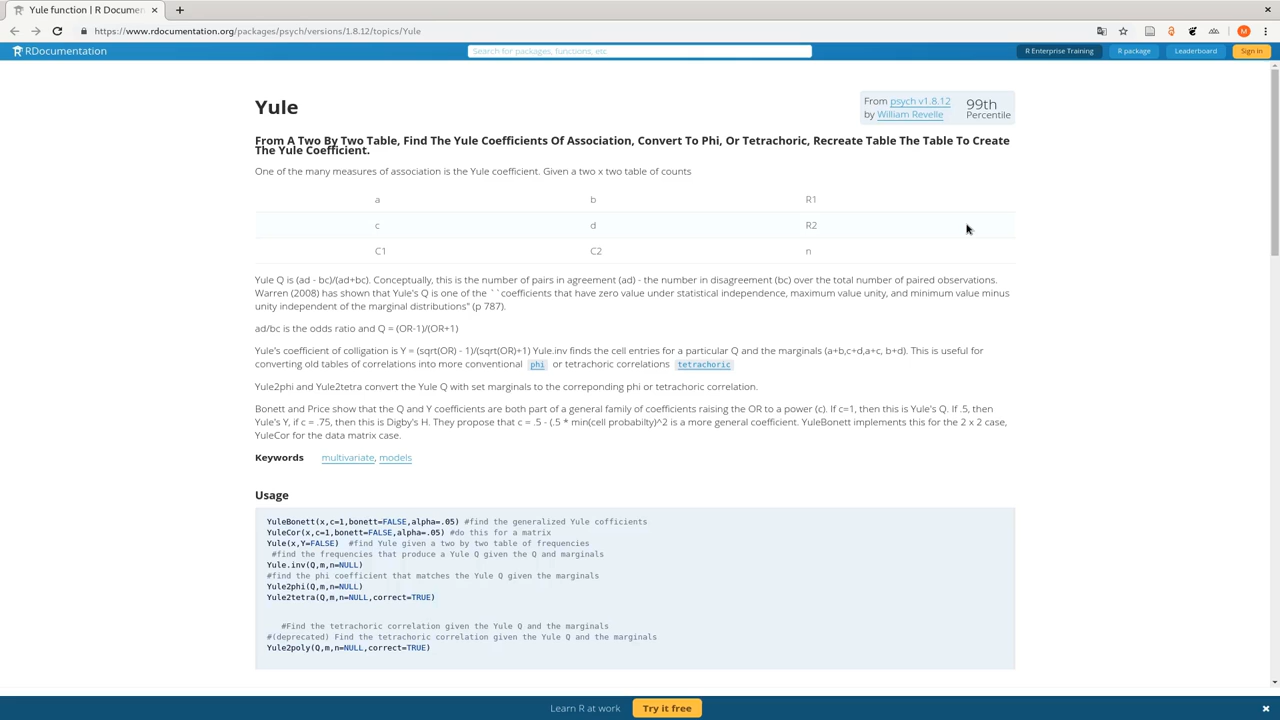 Yule function | R Documen
https://www.rdocumentation.org/packages/psych/versions/1.8.12/topics/Yule
M
RDocumentation
Search for packages, functions, etc
R Enterprise Training
R package
Leaderboard
Sign in
Yule
From psych v1.8.12
by William Revelle
99th
Percentile
From A Two By Two Table, Find The Yule Coefficients Of Association, Convert To Phi, Or Tetrachoric, Recreate Table The Table To Create
The Yule Coefficient.
One of the many measures of association is the Yule coefficient. Given a two x two table of counts
a b R1
c d R2
C1 C2 n
Yule Q is (ad - bc)/(ad+bc). Conceptually, this is the number of pairs in agreement (ad) - the number in disagreement (bc) over the total number of paired observations.
Warren (2008) has shown that Yule's Q is one of the ``coefficients that have zero value under statistical independence, maximum value unity, and minimum value minus
unity independent of the marginal distributions" (p 787).
ad/bc is the odds ratio and Q = (OR-1)/(OR+1)
Yule's coefficient of colligation is Y = (sqrt(OR) - 1)/(sqrt(OR)+1) Yule.inv finds the cell entries for a particular Q and the marginals (a+b,c+d,a+c, b+d). This is useful for
converting old tables of correlations into more conventional phi or tetrachoric correlations tetrachoric
Yule2phi and Yule2tetra convert the Yule Q with set marginals to the correponding phi or tetrachoric correlation.
Bonett and Price show that the Q and Y coefficients are both part of a general family of coefficients raising the OR to a power (c). If c=1, then this is Yule's Q. If .5, then
Yule's Y, if c = .75, then this is Digby's H. They propose that c = .5 - (.5 * min(cell probabilty)^2 is a more general coefficient. YuleBonett implements this for the 2 x 2 case,
YuleCor for the data matrix case.
Keywords multivariate, models
Usage
YuleBonett(x,c=1,bonett=FALSE,alpha=.05) #find the generalized Yule cofficients
YuleCor(x,c=1,bonett=FALSE,alpha=.05) #do this for a matrix
Yule(x,Y=FALSE)  #find Yule given a two by two table of frequencies
#find the frequencies that produce a Yule Q given the Q and marginals
Yule.inv(Q,m,n=NULL)
#find the phi coefficient that matches the Yule Q given the marginals
Yule2phi(Q,m,n=NULL)
Yule2tetra(Q,m,n=NULL,correct=TRUE)
#Find the tetrachoric correlation given the Yule Q and the marginals
#(deprecated) Find the tetrachoric correlation given the Yule Q and the marginals
Yule2poly(Q,m,n=NULL,correct=TRUE)
Learn R at work
Try it free